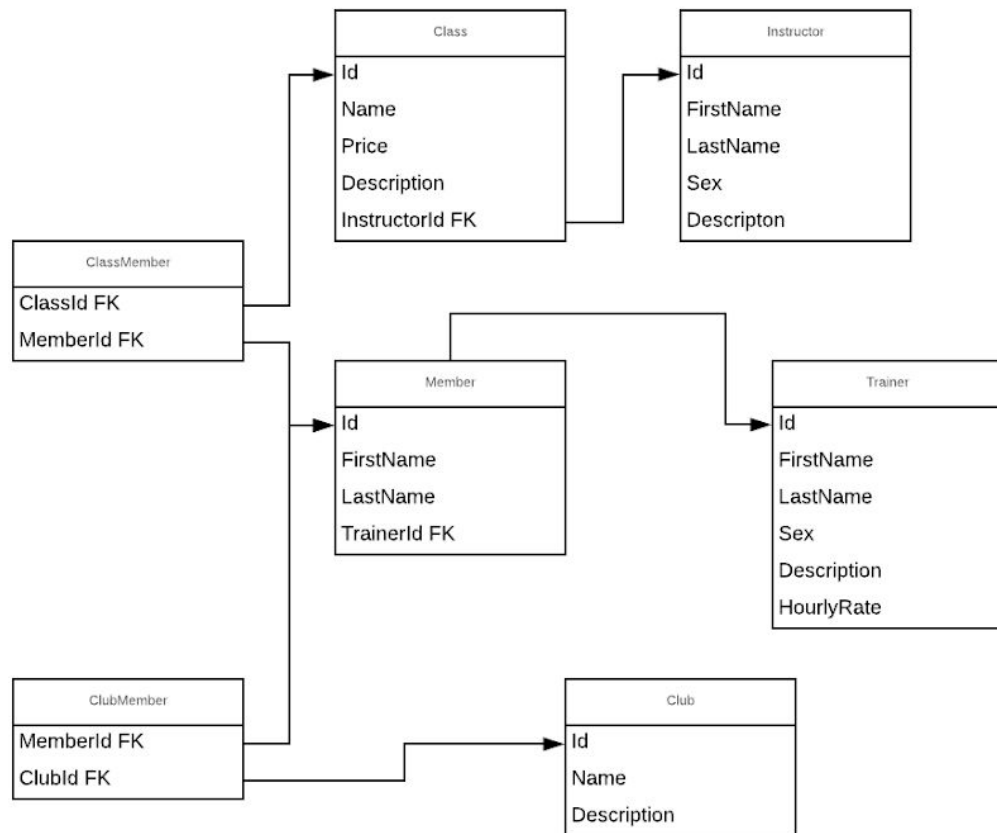 Class
Id
Name
Price
Description
InstructorId FK
Instructor
Id
FirstName
LastName
Sex
Descripton
ClassMember
ClassId FK
MemberId FK
Member
Id
FirstName
LastName
TrainerId FK
Trainer
Id
FirstName
LastName
Sex
Description
HourlyRate
ClubMember
MemberId FK
ClubId FK
Club
Id
Name
Description